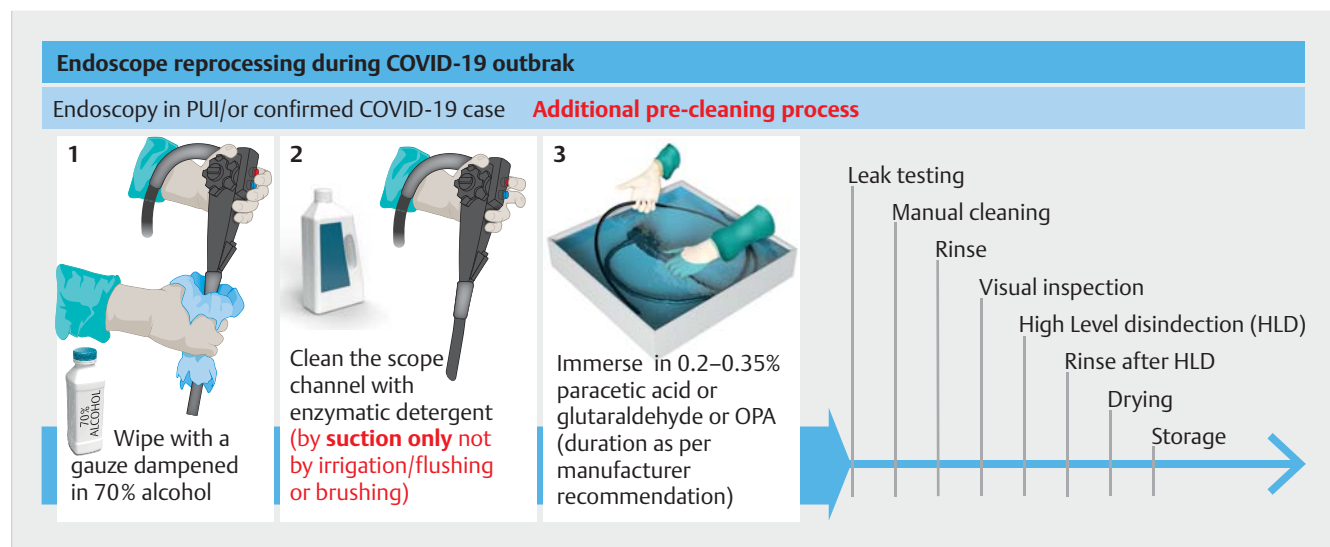 Endoscope reprocessing during COVID-19 outbrak
Endoscopy in PUI/or confirmed COVID-19 case Additional pre-cleaning process
1
70%
ALCOHOL
Wipe with a
gauze dampened
in 70% alcohol
2
Clean the scope
channel with
enzymatic detergent
(by suction only not
by irrigation/flushing
or brushing)
3
Immerse in 0.2–0.35%
paracetic acid or
glutaraldehyde or OPA
(duration as per
manufacturer
recommendation)
Leak testing
Manual cleaning
Rinse
Visual inspection
High Level disindection (HLD)
Rinse after HLD
Drying
Storage